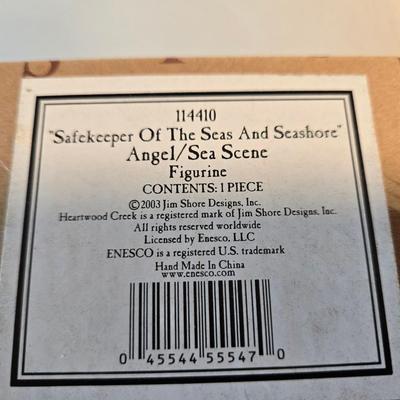 114410
"Safekeeper Of The Seas And Seashore"
Angel/Sea Scene
Figurine
CONTENTS: 1 PIECE
©2003 Jim Shore Designs, Inc.
Heartwood Creek is a registered mark of Jim Shore Designs, Inc.
All rights reserved worldwide
Licensed by Enesco, LLC
ENESCO is a registered U.S. trademark
Hand Made In China
www.enesco.com
0 45544 55547 0